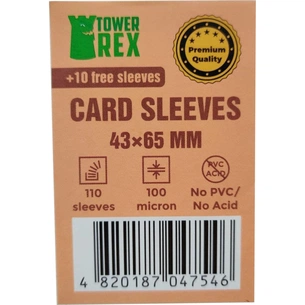 TOWER
REX
Premium
Quality
+10 free sleeves
CARD SLEEVES
43×65 MM
PVC
ACID
110
sleeves
100
micron
No PVC/
No Acid
4 820187 047546